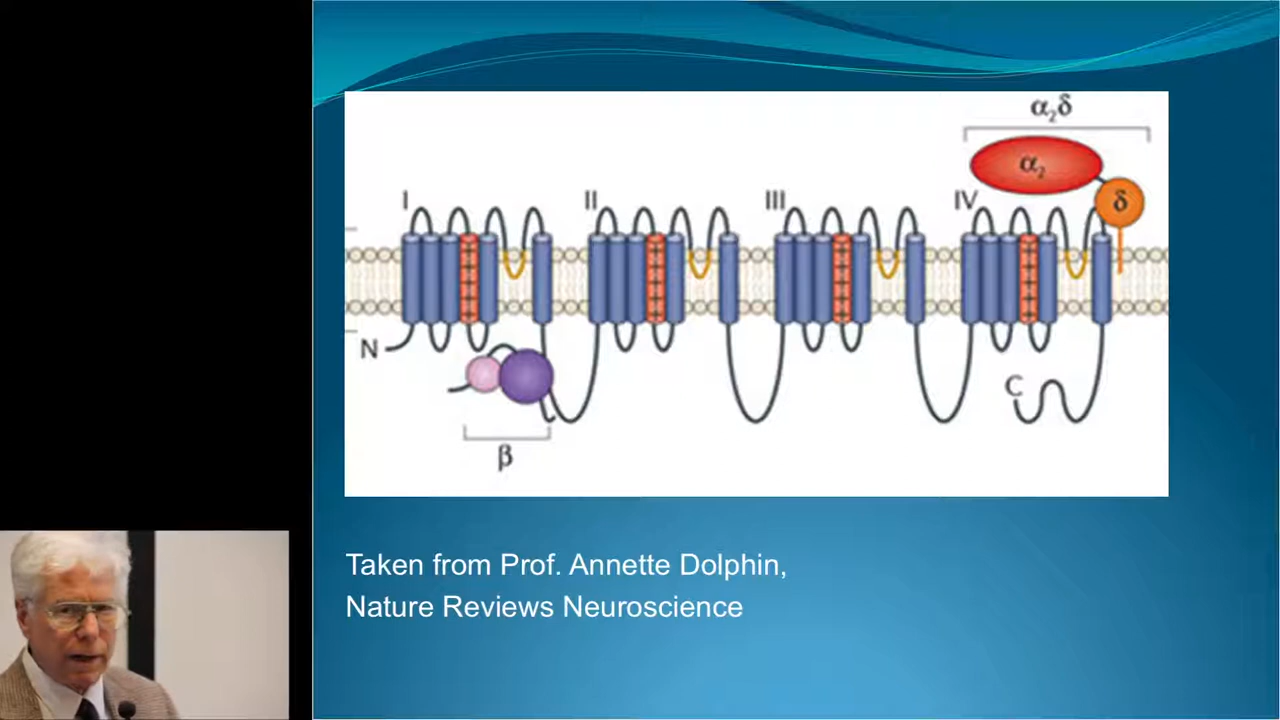 α₂δ
α₂
I
II
III
IV
δ
N
C
β
Taken from Prof. Annette Dolphin,
Nature Reviews Neuroscience